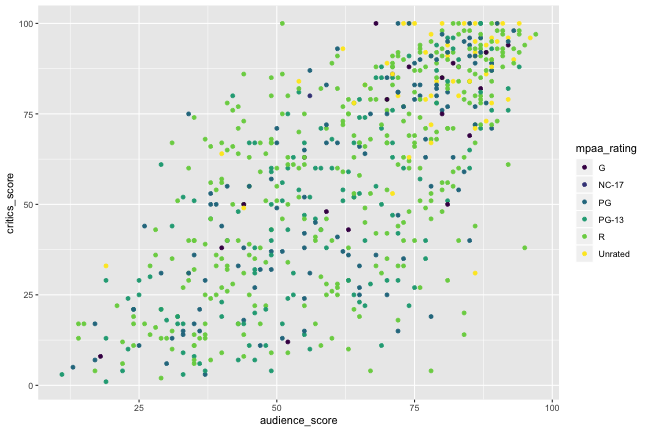 100
75
50
25
0
critics_score
25
50
75
100
audience_score
mpaa_rating
G
NC-17
PG
PG-13
R
Unrated